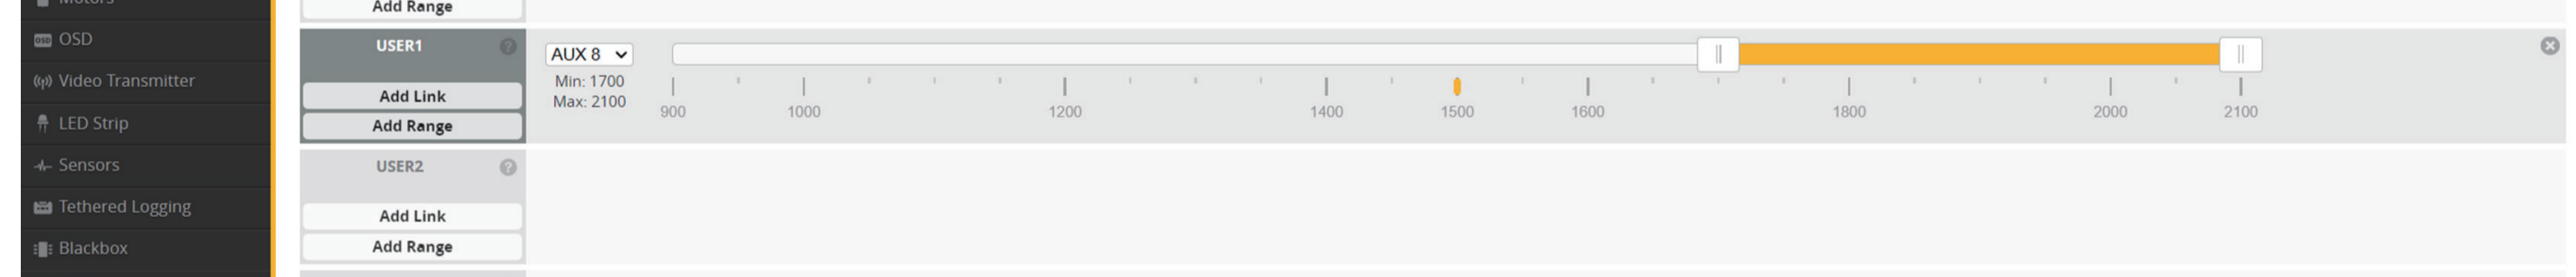 Motors
OSD
Video Transmitter
LED Strip
Sensors
Tethered Logging
Blackbox
Add Range
USER1
Add Link
Add Range
AUX 8
Min: 1700
Max: 2100
900 1000 1200 1400 1500 1600 1800 2000 2100
USER2
Add Link
Add Range